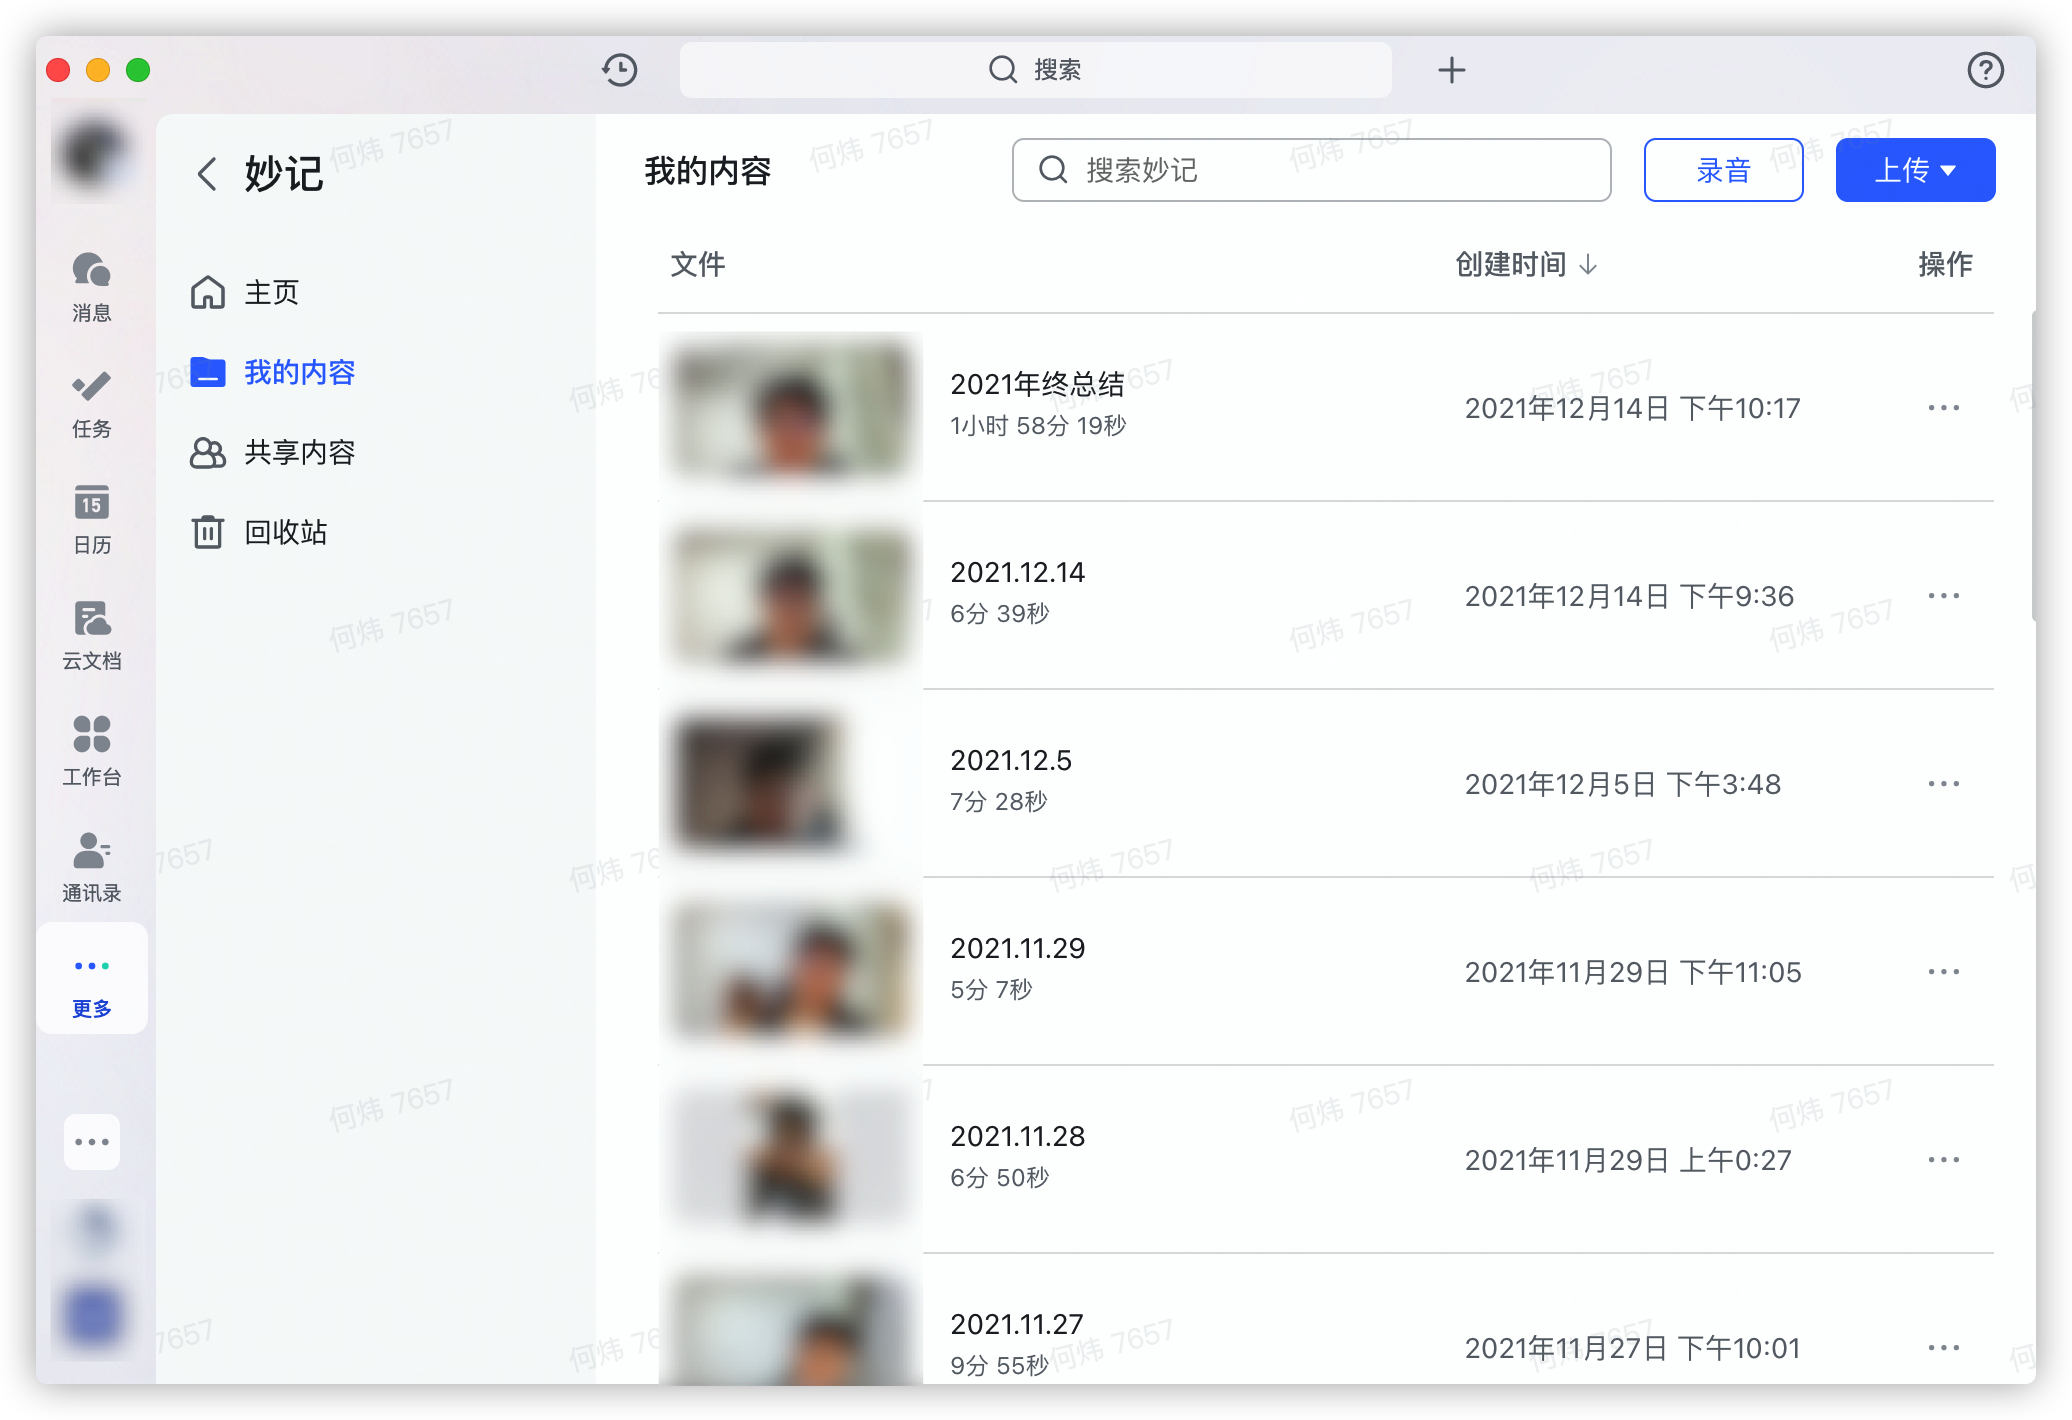 搜索
妙记
主页
我的内容
共享内容
回收站
消息
任务
15
日历
云文档
工作台
通讯录
更多
我的内容
搜索妙记
录音
上传
文件
创建时间
操作
2021年终总结
1小时 58分 19秒
2021年12月14日 下午10:17
2021.12.14
6分 39秒
2021年12月14日 下午9:36
2021.12.5
7分 28秒
2021年12月5日 下午3:48
2021.11.29
5分 7秒
2021年11月29日 下午11:05
2021.11.28
6分 50秒
2021年11月29日 上午0:27
2021.11.27
9分 55秒
2021年11月27日 下午10:01
何炜 7657